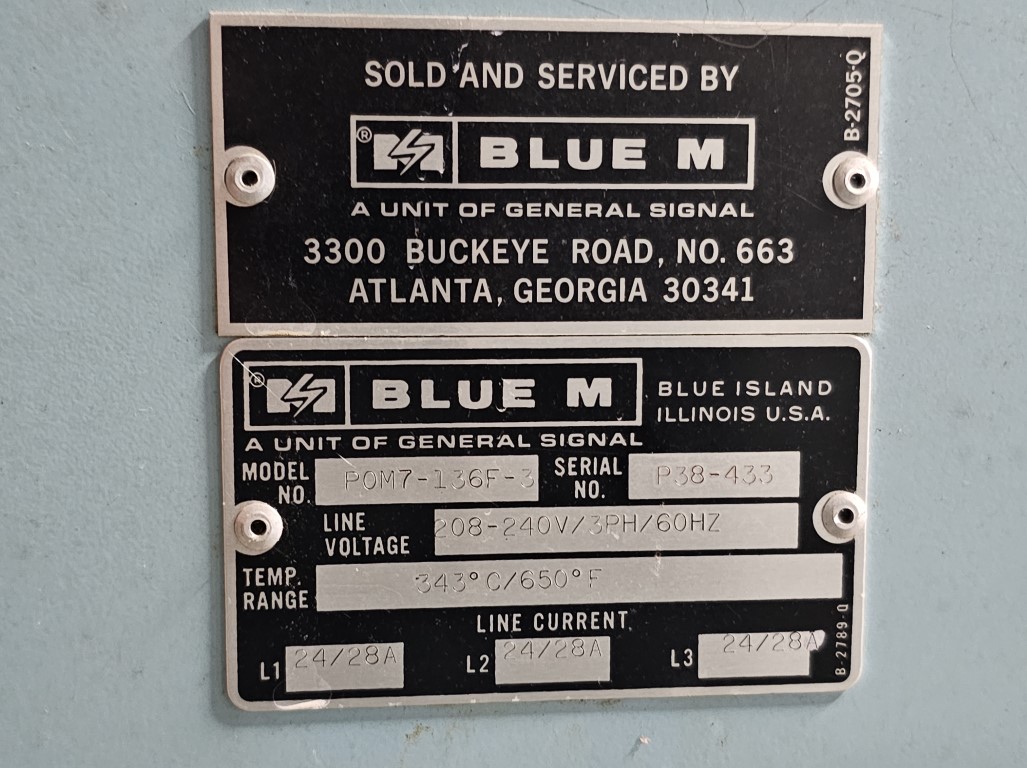 SOLD AND SERVICED BY
® BLUE M
A UNIT OF GENERAL SIGNAL
3300 BUCKEYE ROAD, NO. 663
ATLANTA, GEORGIA 30341
B-2705-Q
® BLUE M
BLUE ISLAND
ILLINOIS U.S.A.
A UNIT OF GENERAL SIGNAL
MODEL NO. POM7-136F-3 SERIAL NO. P38-433
LINE VOLTAGE 208-240V/3PH/60HZ
TEMP. RANGE 343°C/650°F
LINE CURRENT
L1 24/28A L2 24/28A L3 24/28A
B-2789-Q